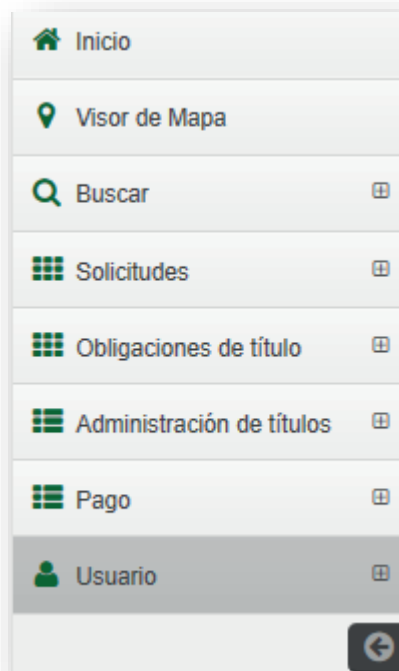 Inicio
Visor de Mapa
Buscar
Solicitudes
Obligaciones de título
Administración de títulos
Pago
Usuario